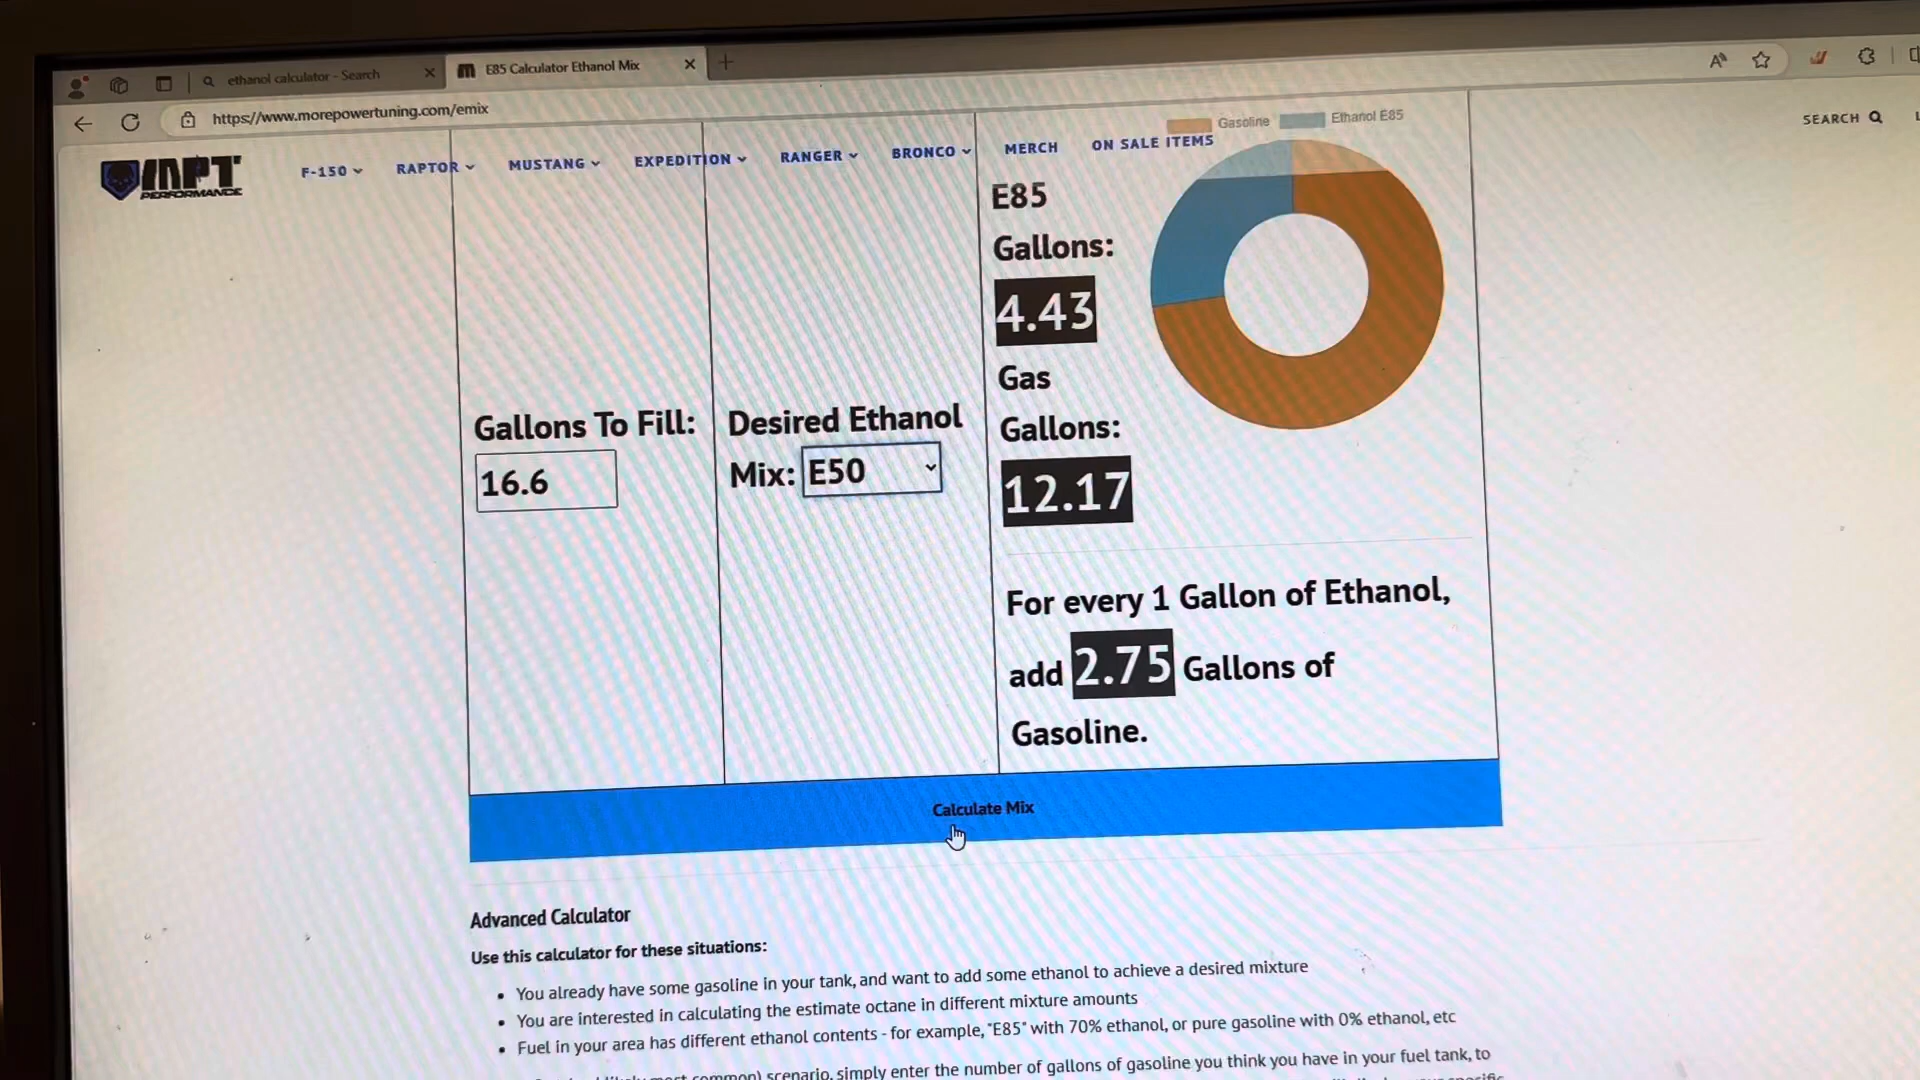 ethanol calculator - Search
E85 Calculator Ethanol Mix
https://www.morepowertuning.com/emix
MPT
PERFORMANCE
F-150
RAPTOR
MUSTANG
EXPEDITION
RANGER
BRONCO
MERCH
ON SALE ITEMS
SEARCH
Gasoline
Ethanol E85
Gallons To Fill:
16.6
Desired Ethanol
Mix: E50
E85
Gallons:
4.43
Gas
Gallons:
12.17
For every 1 Gallon of Ethanol,
add 2.75 Gallons of
Gasoline.
Calculate Mix
Advanced Calculator
Use this calculator for these situations:
• You already have some gasoline in your tank, and want to add some ethanol to achieve a desired mixture
• You are interested in calculating the estimate octane in different mixture amounts
• Fuel in your area has different ethanol contents - for example, "E85" with 70% ethanol, or pure gasoline with 0% ethanol, etc
most common) scenario, simply enter the number of gallons of gasoline you think you have in your fuel tank, to